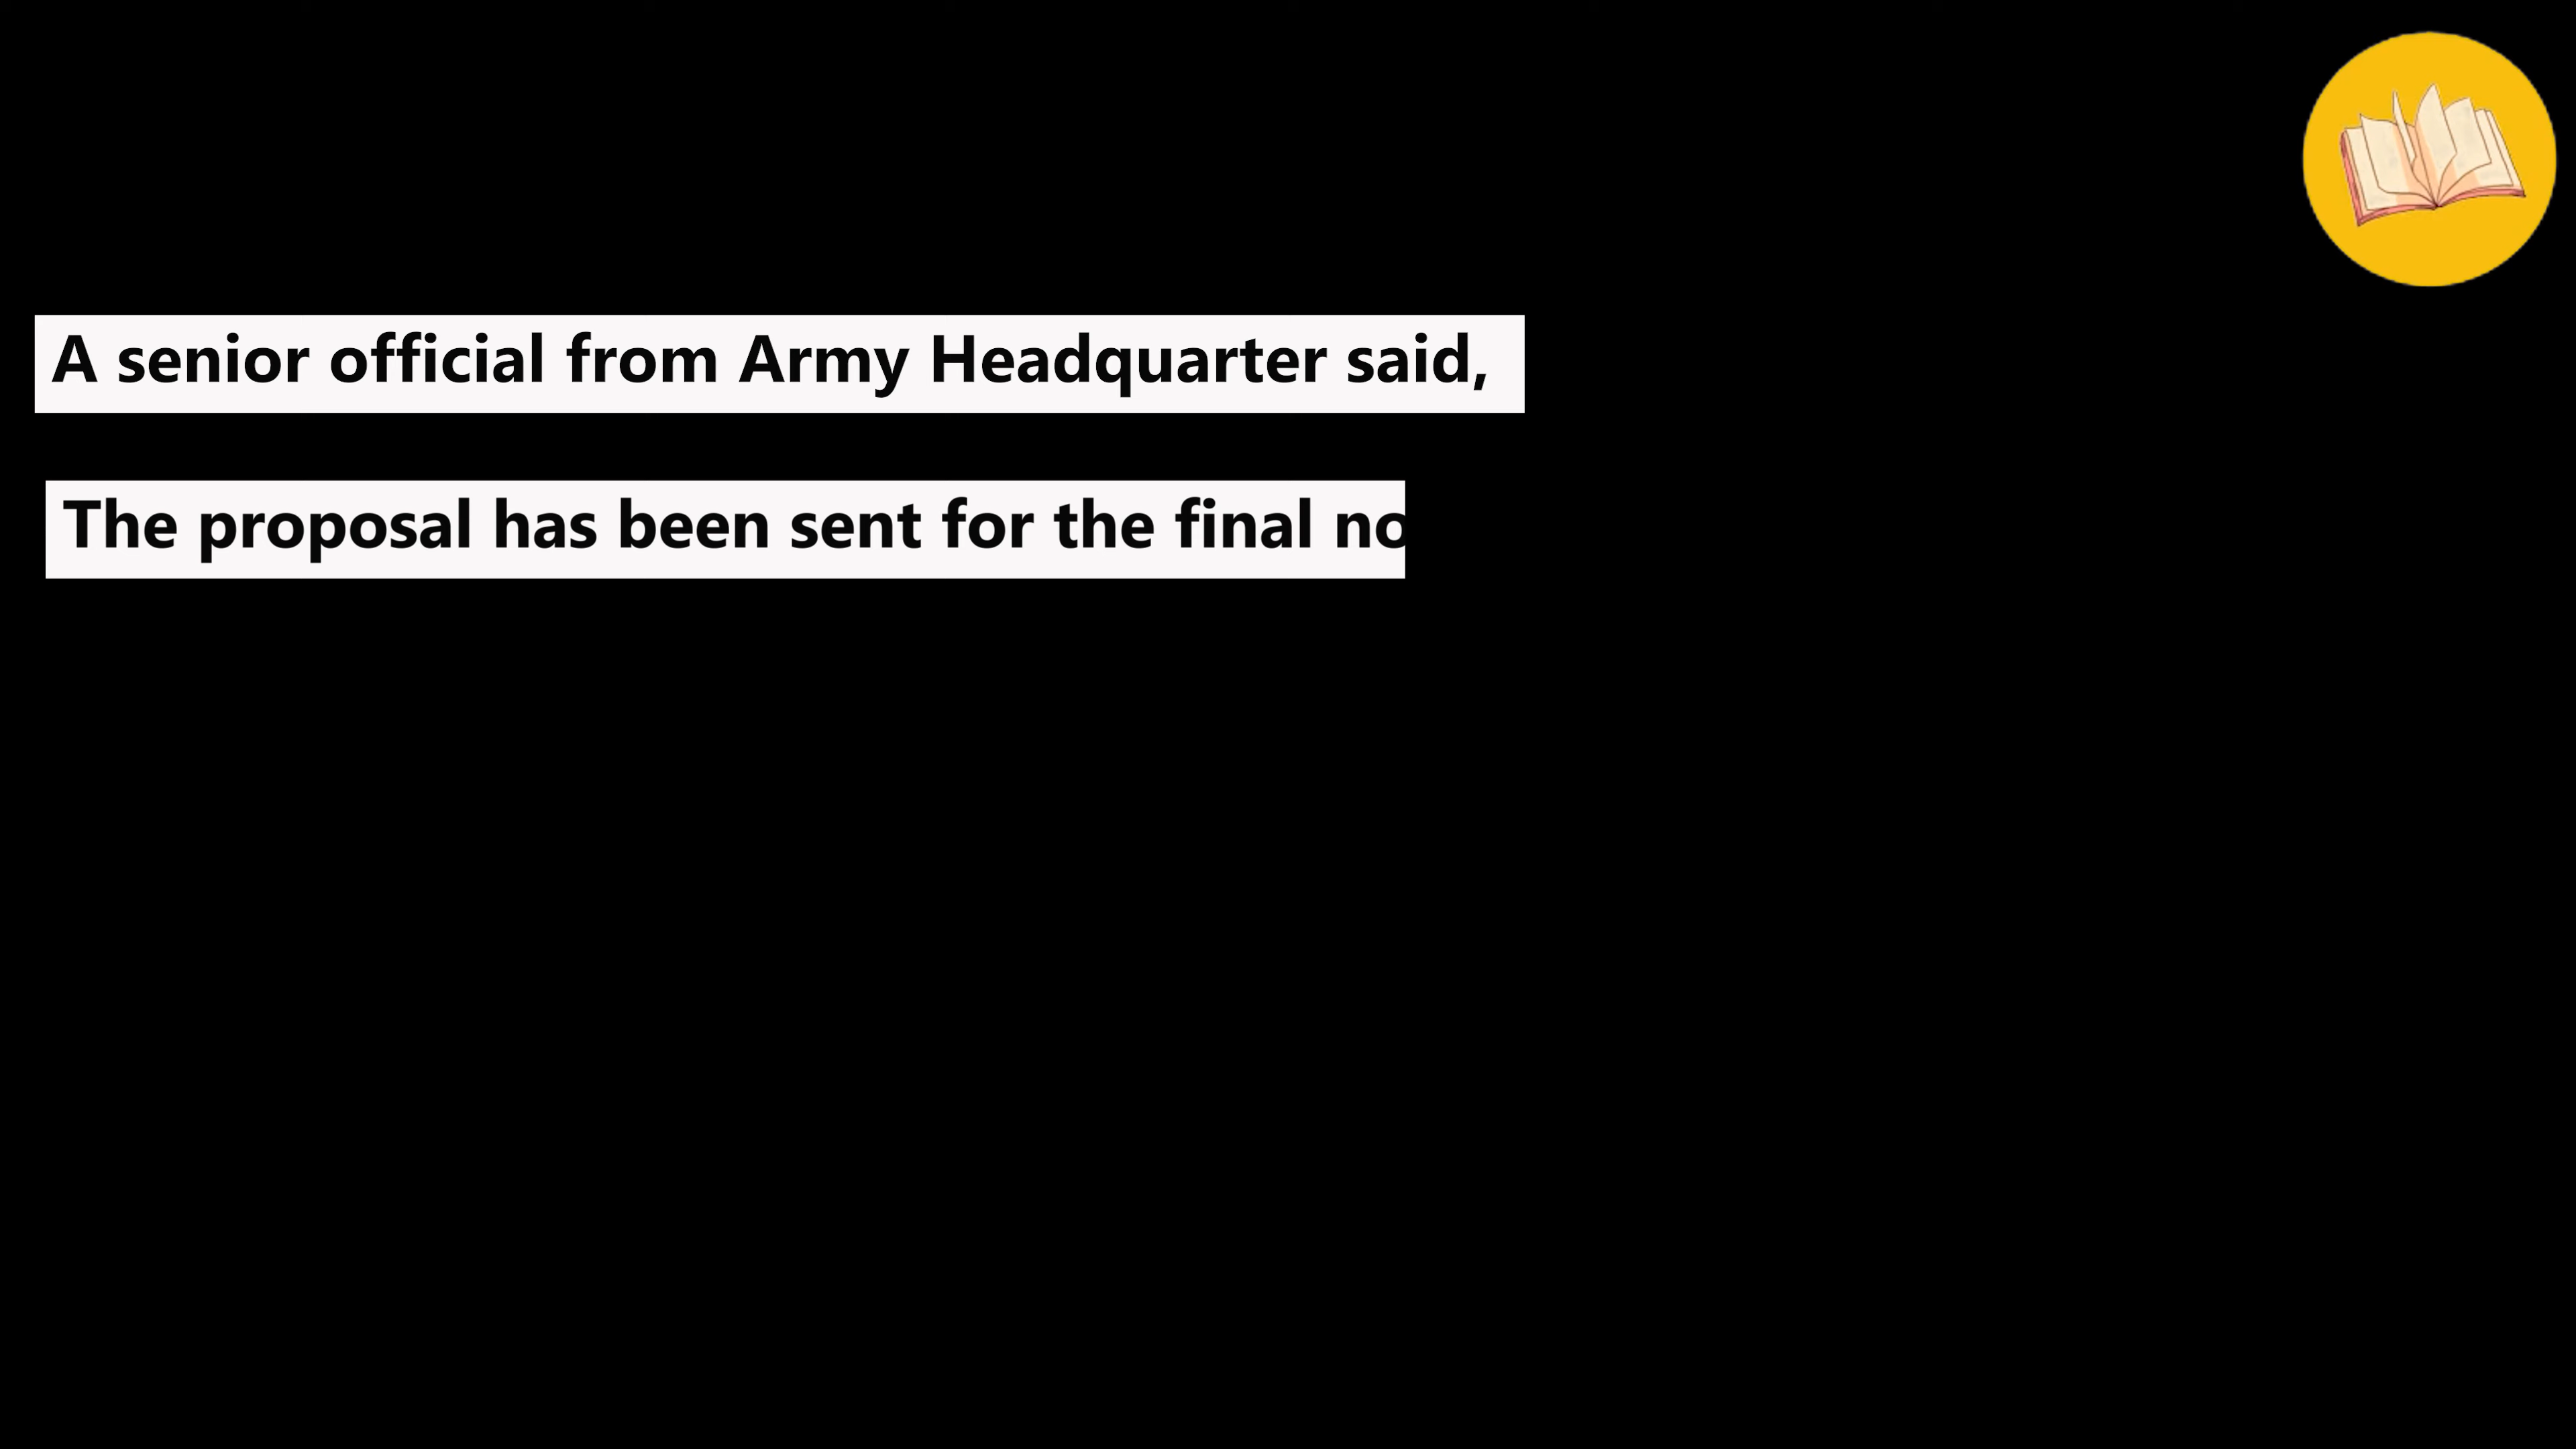 A senior official from Army Headquarter said,
The proposal has been sent for the final